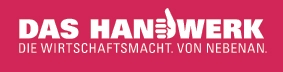 DAS HANDWERK
DIE WIRTSCHAFTSMACHT. VON NEBENAN.